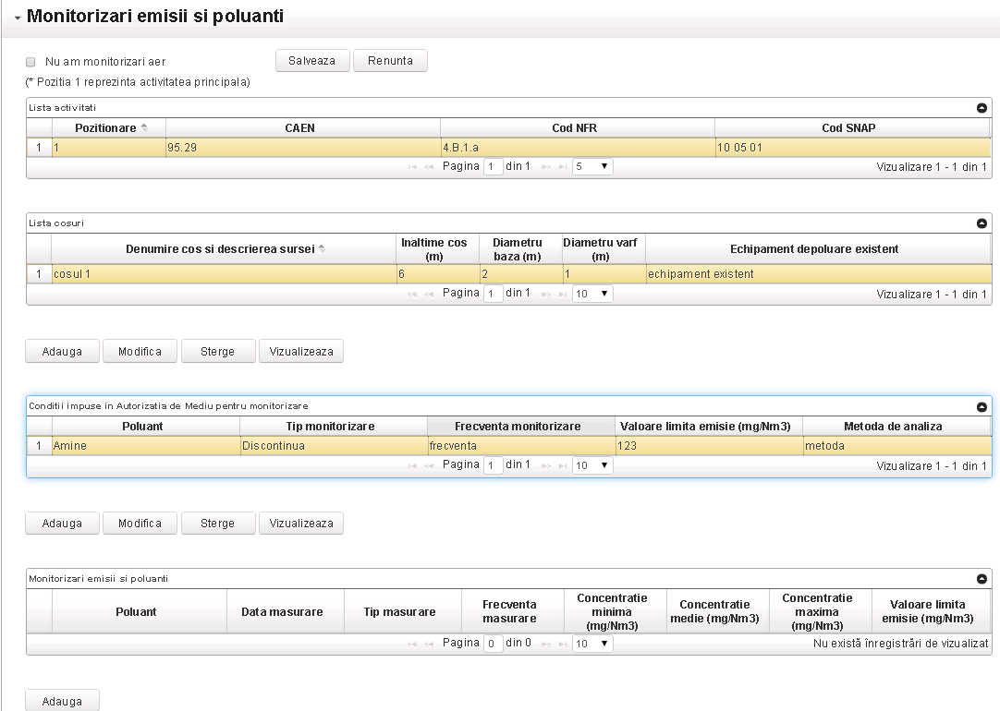 Monitorizari emisii si poluanti
Nu am monitorizari aer Salveaza Renunta
(* Pozitia 1 reprezinta activitatea principala)
Lista activitati
Pozitionare CAEN Cod NFR Cod SNAP
1 1 95.29 4.B.1.a 10 05 01
Pagina 1 din 1 5 Vizualizare 1 - 1 din 1
Lista cosuri
Denumire cos si descrierea sursei Inaltime cos (m) Diametru baza (m) Diametru varf (m) Echipament depoluare existent
1 cosul 1 6 2 1 echipament existent
Pagina 1 din 1 10 Vizualizare 1 - 1 din 1
Adauga Modifica Sterge Vizualizeaza
Conditii impuse in Autorizatia de Mediu pentru monitorizare
Poluant Tip monitorizare Frecventa monitorizare Valoare limita emisie (mg/Nm3) Metoda de analiza
1 Amine Discontinua frecventa 123 metoda
Pagina 1 din 1 10 Vizualizare 1 - 1 din 1
Adauga Modifica Sterge Vizualizeaza
Monitorizari emisii si poluanti
Poluant Data masurare Tip masurare Frecventa masurare Concentratie minima (mg/Nm3) Concentratie medie (mg/Nm3) Concentratie maxima (mg/Nm3) Valoare limita emisie (mg/Nm3)
Pagina 0 din 0 10 Nu există înregistrări de vizualizat
Adauga